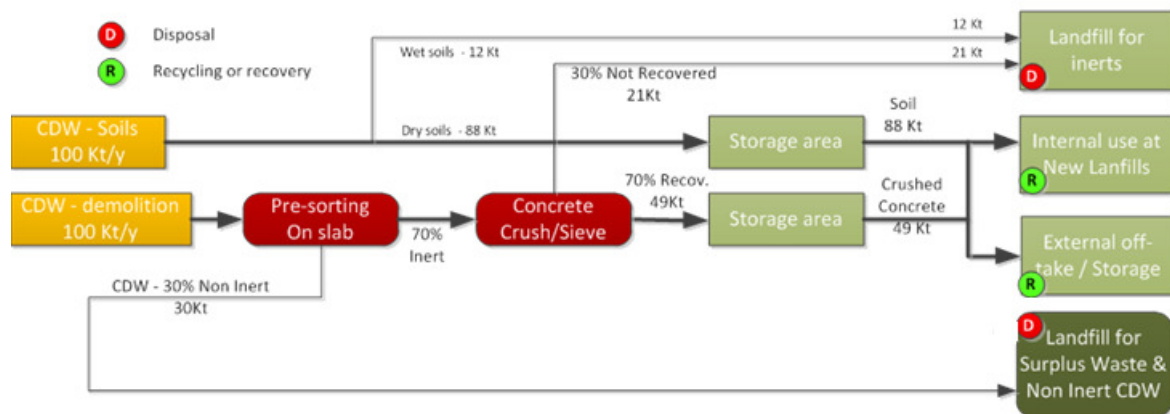 D Disposal
R Recycling or recovery
Wet soils - 12 Kt
12 Kt
21 Kt
Landfill for
inerts
D
30% Not Recovered
21Kt
CDW - Soils
100 Kt/y
Dry soils - 88 Kt
Storage area
Soil
88 Kt
Internal use at
New Lanfills
R
CDW - demolition
100 Kt/y
Pre-sorting
On slab
70%
Inert
Concrete
Crush/Sieve
70% Recov.
49Kt
Storage area
Crushed
Concrete
49 Kt
External off-
take / Storage
R
CDW - 30% Non Inert
30Kt
D
Landfill for
Surplus Waste &
Non Inert CDW